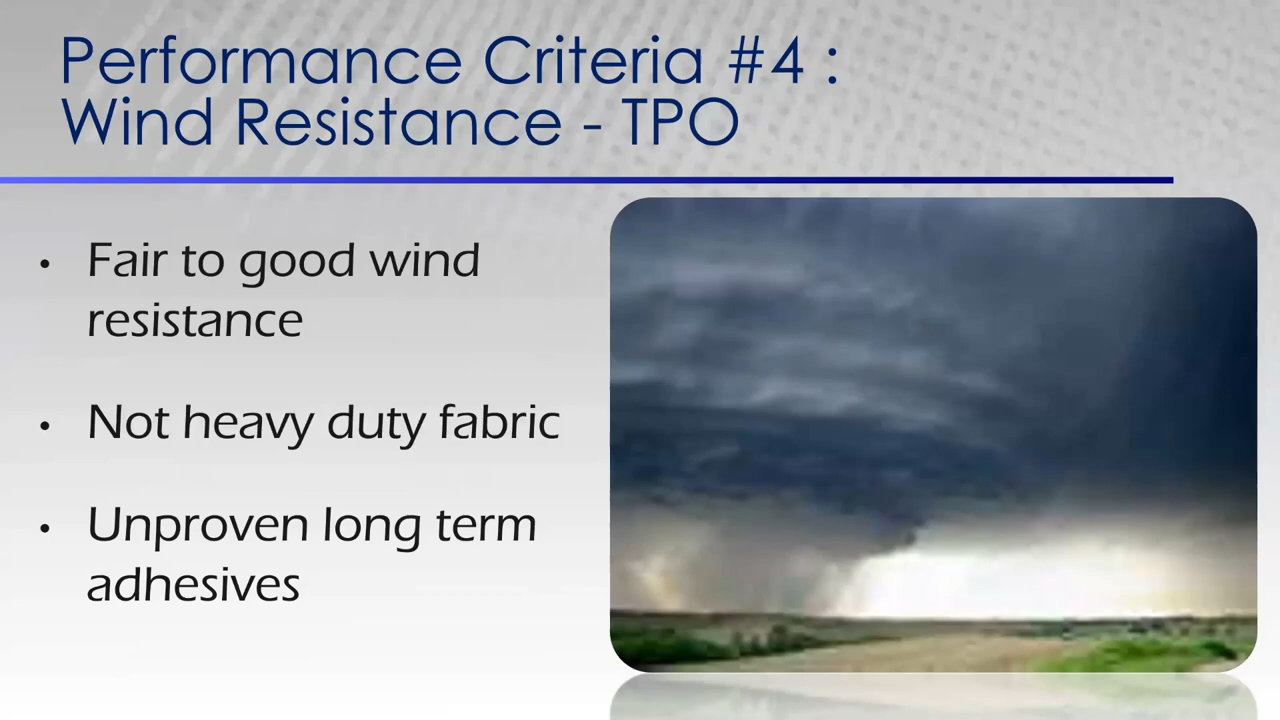 Performance Criteria #4 :
Wind Resistance - TPO
• Fair to good wind
resistance
• Not heavy duty fabric
• Unproven long term
adhesives